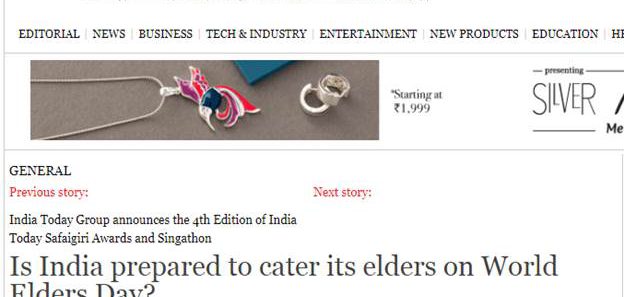 EDITORIAL | NEWS | BUSINESS | TECH & INDUSTRY | ENTERTAINMENT | NEW PRODUCTS | EDUCATION |
presenting
*Starting at
₹1,999
SILVER
Me
GENERAL
Previous story: Next story:
India Today Group announces the 4th Edition of India
Today Safaigiri Awards and Singathon
Is India prepared to cater its elders on World
Elders Day?